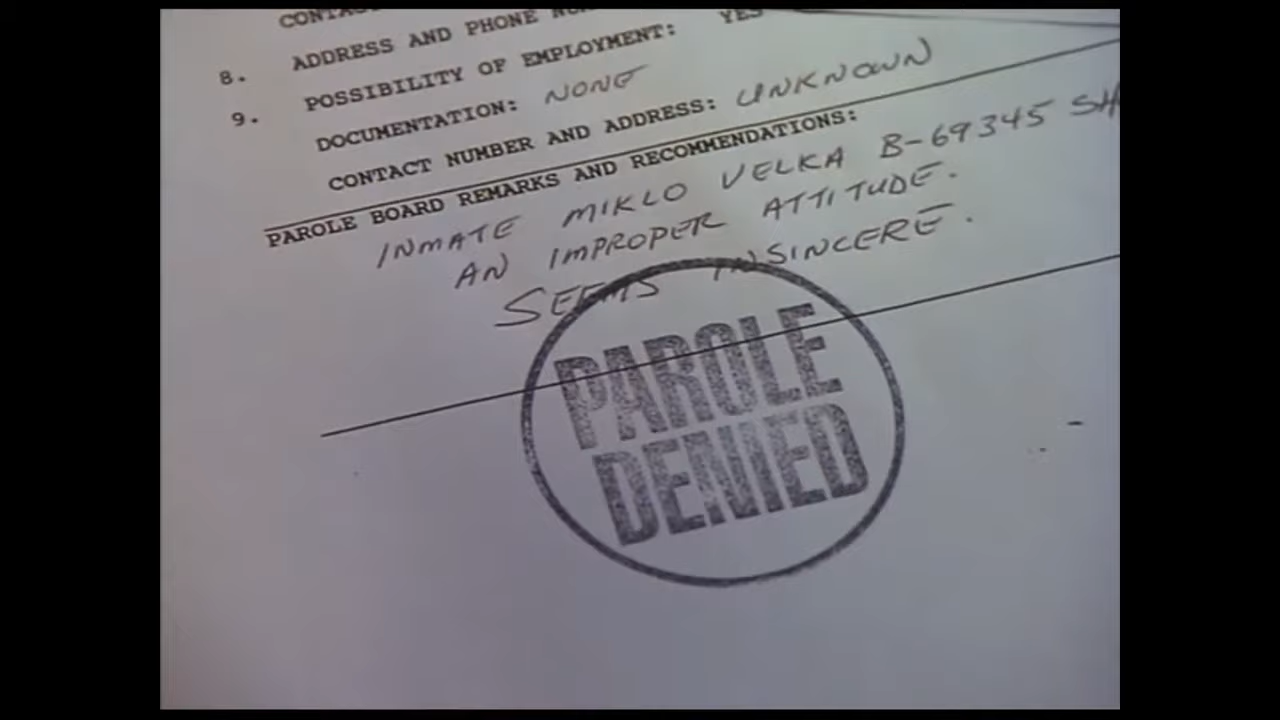 8. ADDRESS AND PHONE
9. POSSIBILITY OF EMPLOYMENT: YES
DOCUMENTATION: NONE
CONTACT NUMBER AND ADDRESS: UNKNOWN
PAROLE BOARD REMARKS AND RECOMMENDATIONS:
INMATE MIKLO VELKA B-69345
AN IMPROPER ATTITUDE.
SEEMS INSINCERE.
PAROLE
DENIED